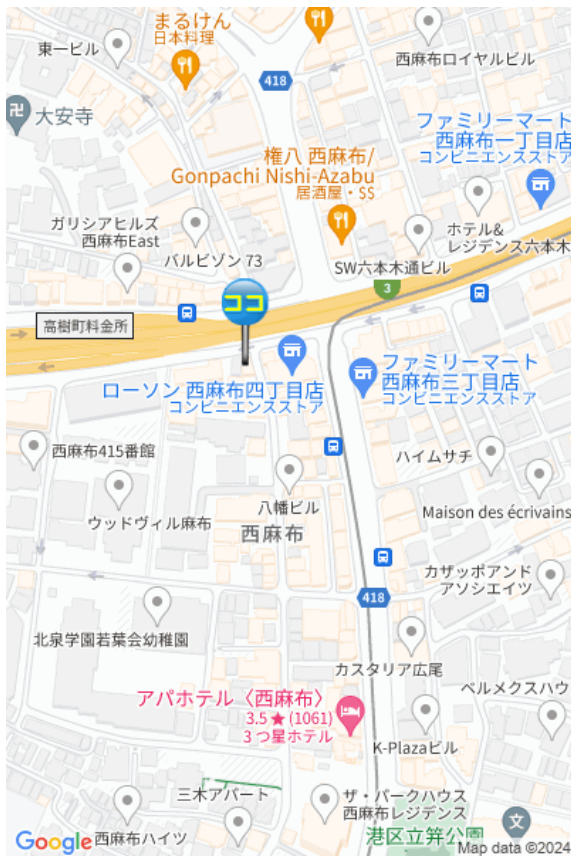 まるけん
日本料理
東一ビル
418
西麻布ロイヤルビル
卍
大安寺
ファミリーマート
西麻布一丁目店
コンビニエンスストア
権八 西麻布/
Gonpachi Nishi-Azabu
居酒屋・$$
ガリシアヒルズ
西麻布East
バルビゾン 73
ホテル&
レジデンス六本木
SW六本木通ビル
3
ココ
高樹町料金所
ローソン 西麻布四丁目店
コンビニエンスストア
ファミリーマート
西麻布三丁目店
コンビニエンスストア
西麻布415番館
ハイムサチ
ウッドヴィル麻布
八幡ビル
Maison des écrivains
西麻布
カザッポアンド
アソシエイツ
418
北泉学園若葉会幼稚園
カスタリア広尾
アパホテル〈西麻布〉
3.5★(1061)
3つ星ホテル
ベルメクスハウ
K-Plazaビル
三木アパート
ザ・パークハウス
西麻布レジデンス
文
Google
西麻布ハイツ
港区立笄公園
Map data ©2024